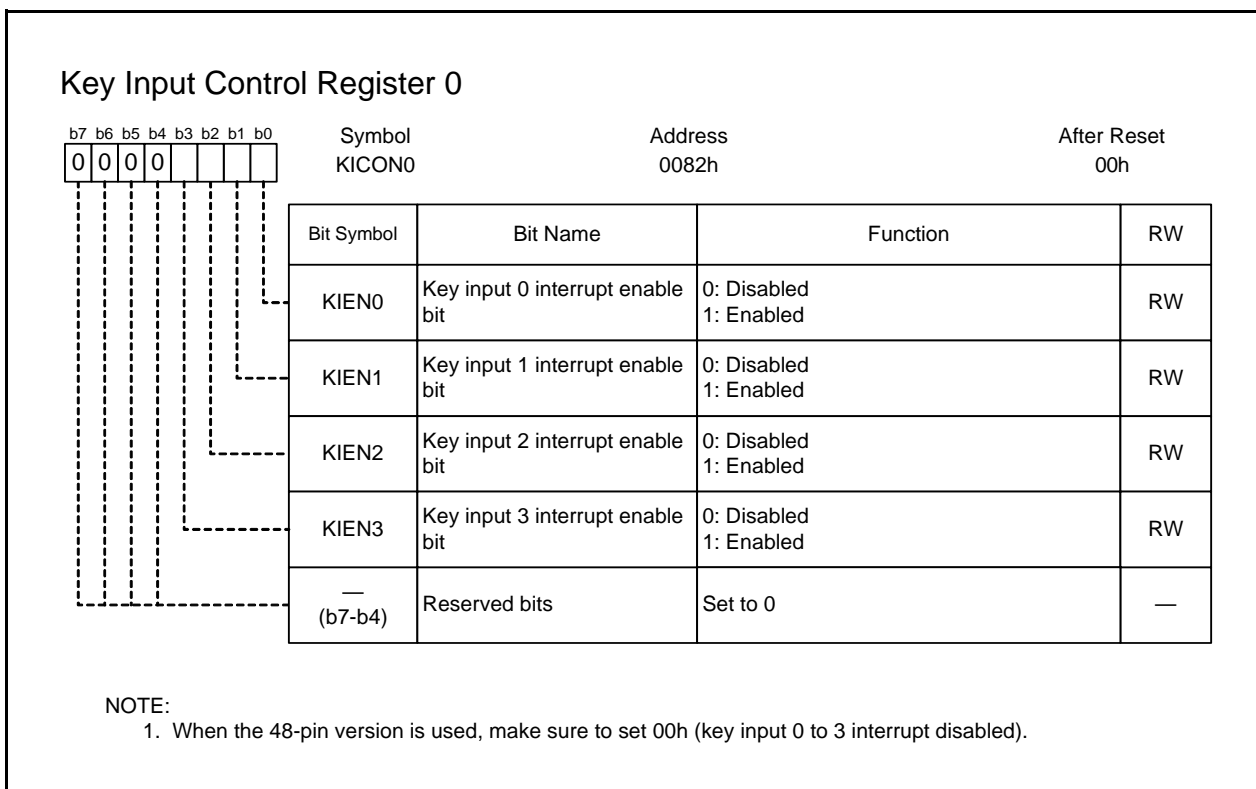 Key Input Control Register 0
b7 b6 b5 b4 b3 b2 b1 b0 Symbol Address After Reset
0 0 0 0 KICON0 0082h 00h
Bit Symbol Bit Name Function RW
KIEN0 Key input 0 interrupt enable bit 0: Disabled 1: Enabled RW
KIEN1 Key input 1 interrupt enable bit 0: Disabled 1: Enabled RW
KIEN2 Key input 2 interrupt enable bit 0: Disabled 1: Enabled RW
KIEN3 Key input 3 interrupt enable bit 0: Disabled 1: Enabled RW
— (b7-b4) Reserved bits Set to 0 —
NOTE:
1. When the 48-pin version is used, make sure to set 00h (key input 0 to 3 interrupt disabled).